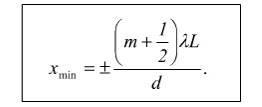 x_min = ± (m + 1/2) λL / d .